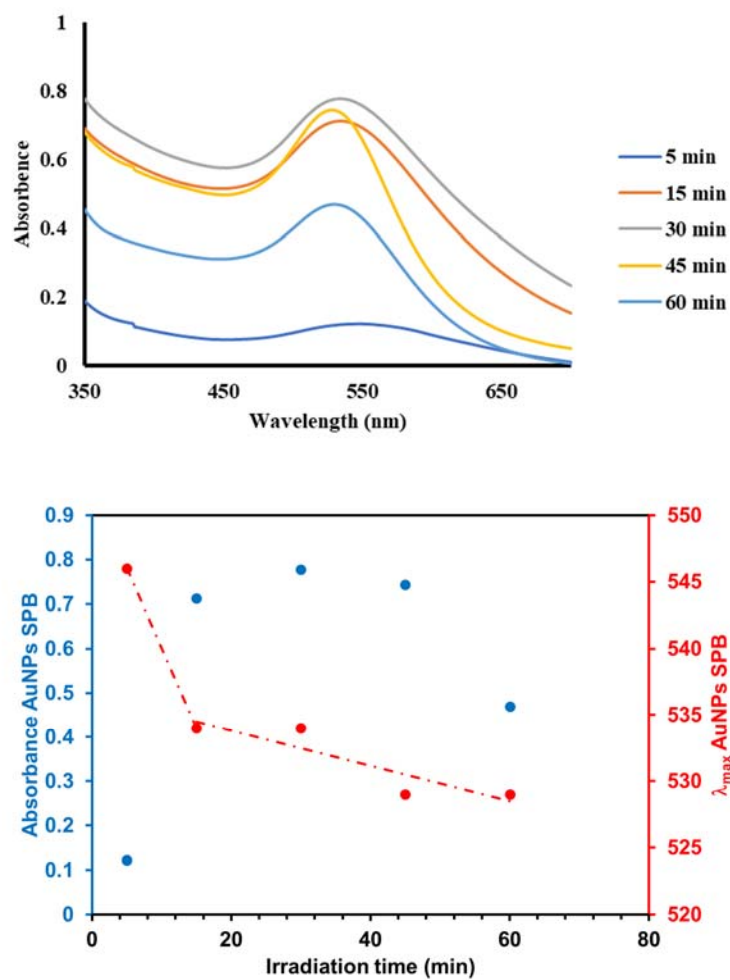 1
0.8
0.6
0.4
0.2
0
Absorbence
350 450 550 650
Wavelength (nm)
5 min
15 min
30 min
45 min
60 min
0.9
0.8
0.7
0.6
0.5
0.4
0.3
0.2
0.1
0
Absorbance AuNPs SPB
550
545
540
535
530
525
520
λmax AuNPs SPB
0 20 40 60 80
Irradiation time (min)